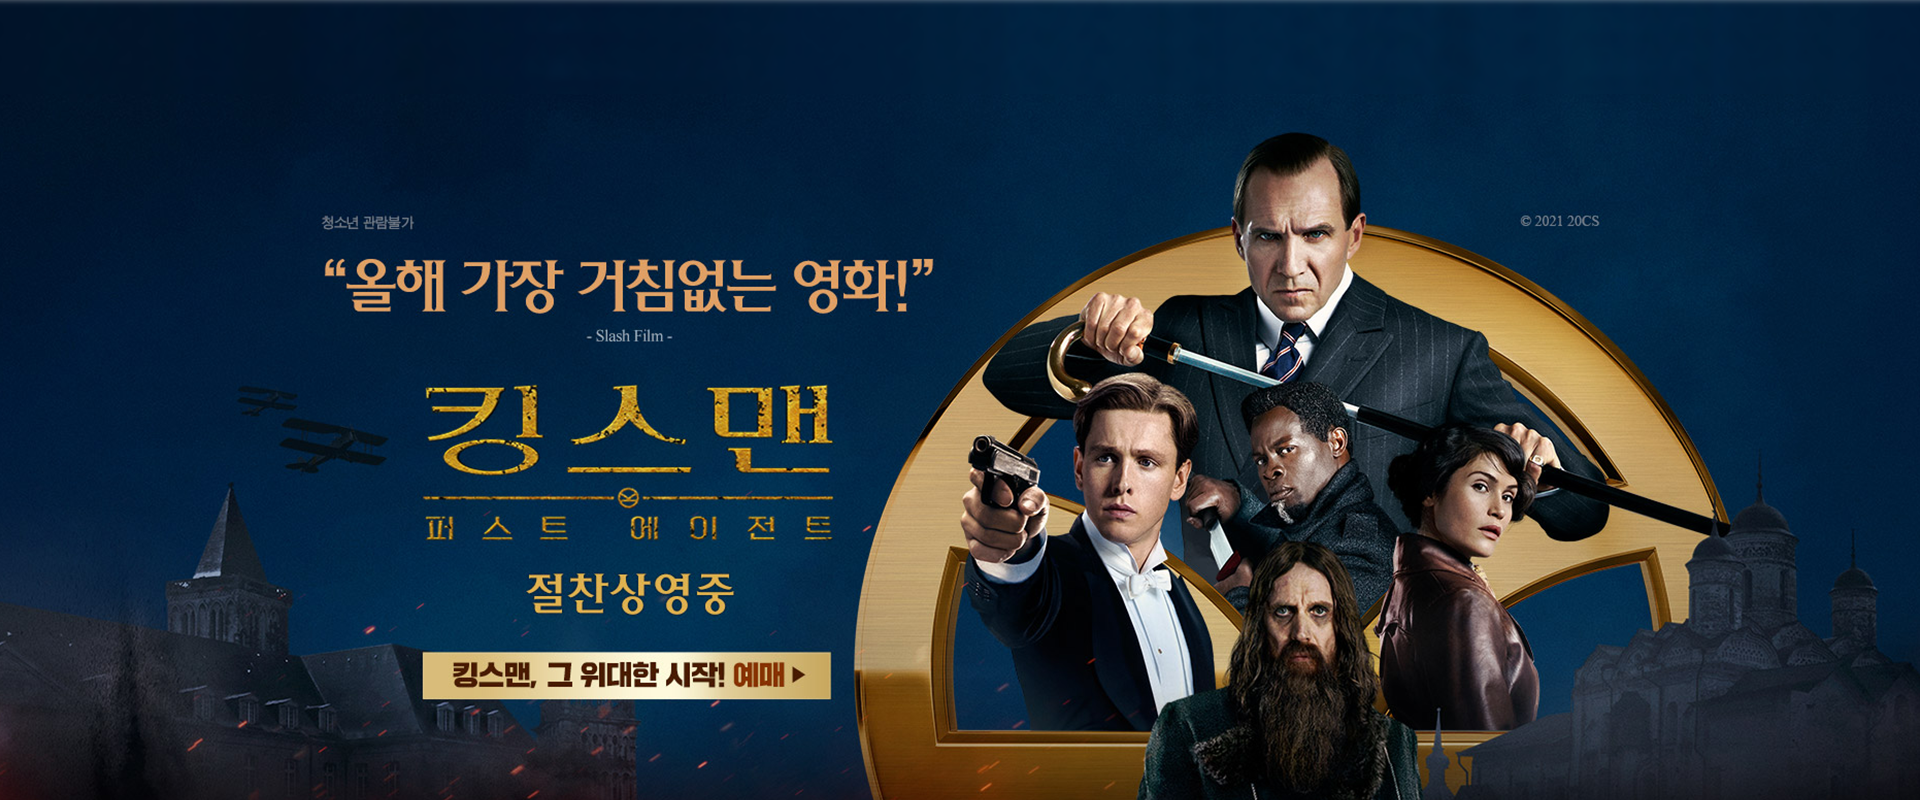 청소년 관람불가
© 2021 20CS
“올해 가장 거침없는 영화!”
- Slash Film -
킹스맨
퍼스트 에이전트
절찬상영중
킹스맨, 그 위대한 시작! 예매 ▶